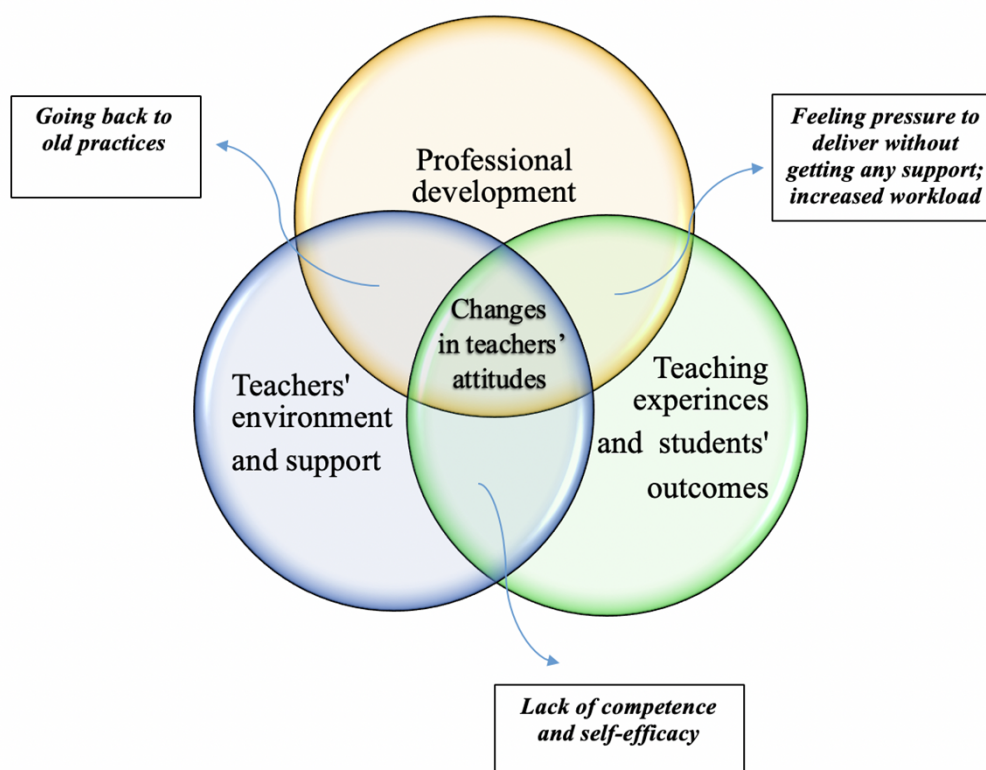 Going back to
old practices
Feeling pressure to
deliver without
getting any support;
increased workload
Professional
development
Changes
in teachers’
attitudes
Teachers'
environment
and support
Teaching
experinces
and students'
outcomes
Lack of competence
and self-efficacy